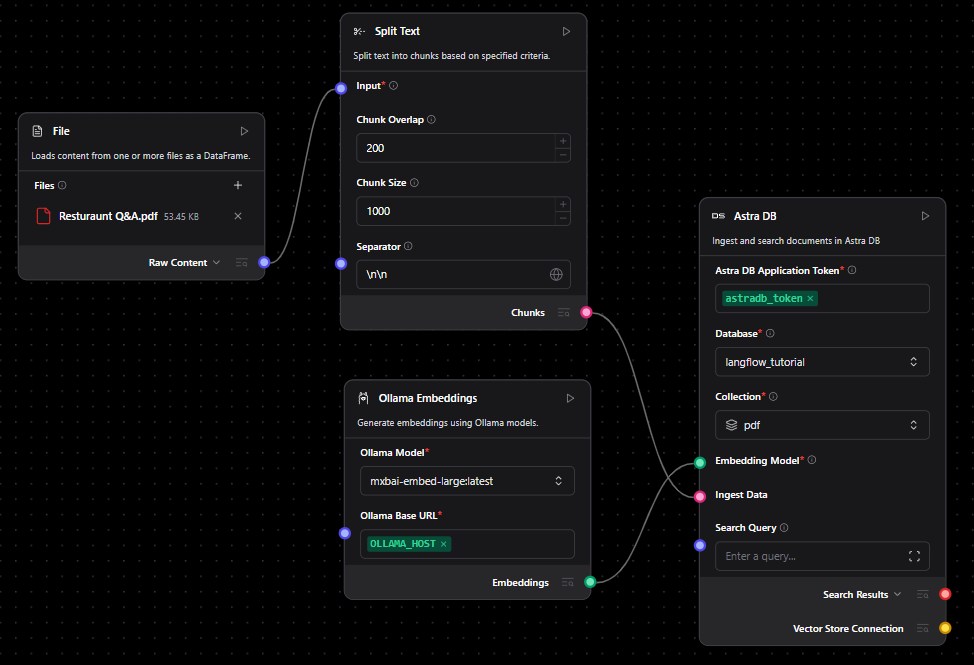 File
Loads content from one or more files as a DataFrame.
Files
Resturaunt Q&A.pdf 53.45 KB
Raw Content
Split Text
Split text into chunks based on specified criteria.
Input*
Chunk Overlap
200
Chunk Size
1000
Separator
\n\n
Chunks
Ollama Embeddings
Generate embeddings using Ollama models.
Ollama Model*
mxbai-embed-large:latest
Ollama Base URL*
OLLAMA_HOST ×
Embeddings
DS Astra DB
Ingest and search documents in Astra DB
Astra DB Application Token*
astradb_token ×
Database*
langflow_tutorial
Collection*
pdf
Embedding Model*
Ingest Data
Search Query
Enter a query...
Search Results
Vector Store Connection